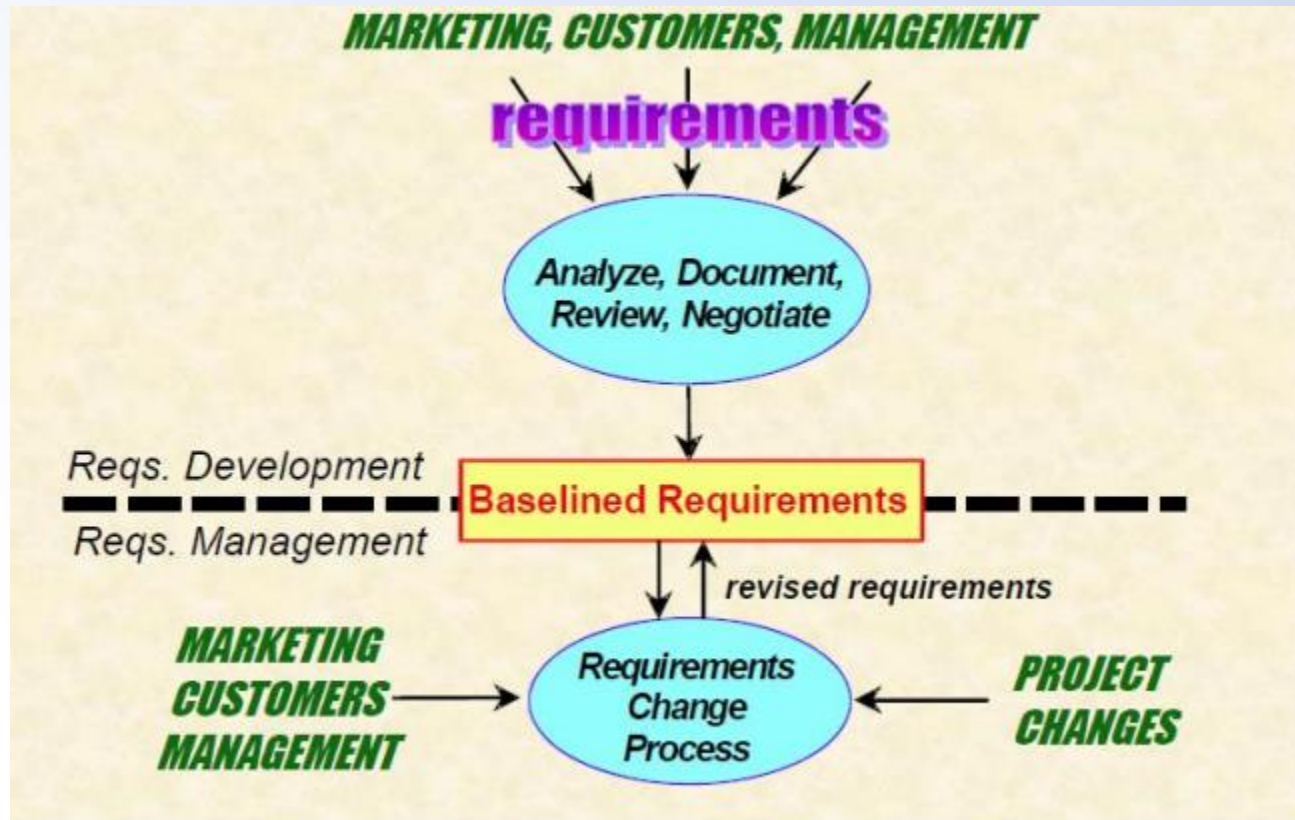 MARKETING, CUSTOMERS, MANAGEMENT
requirements
Analyze, Document,
Review, Negotiate
Reqs. Development
Baselined Requirements
Reqs. Management
revised requirements
MARKETING
CUSTOMERS
MANAGEMENT
Requirements
Change
Process
PROJECT
CHANGES